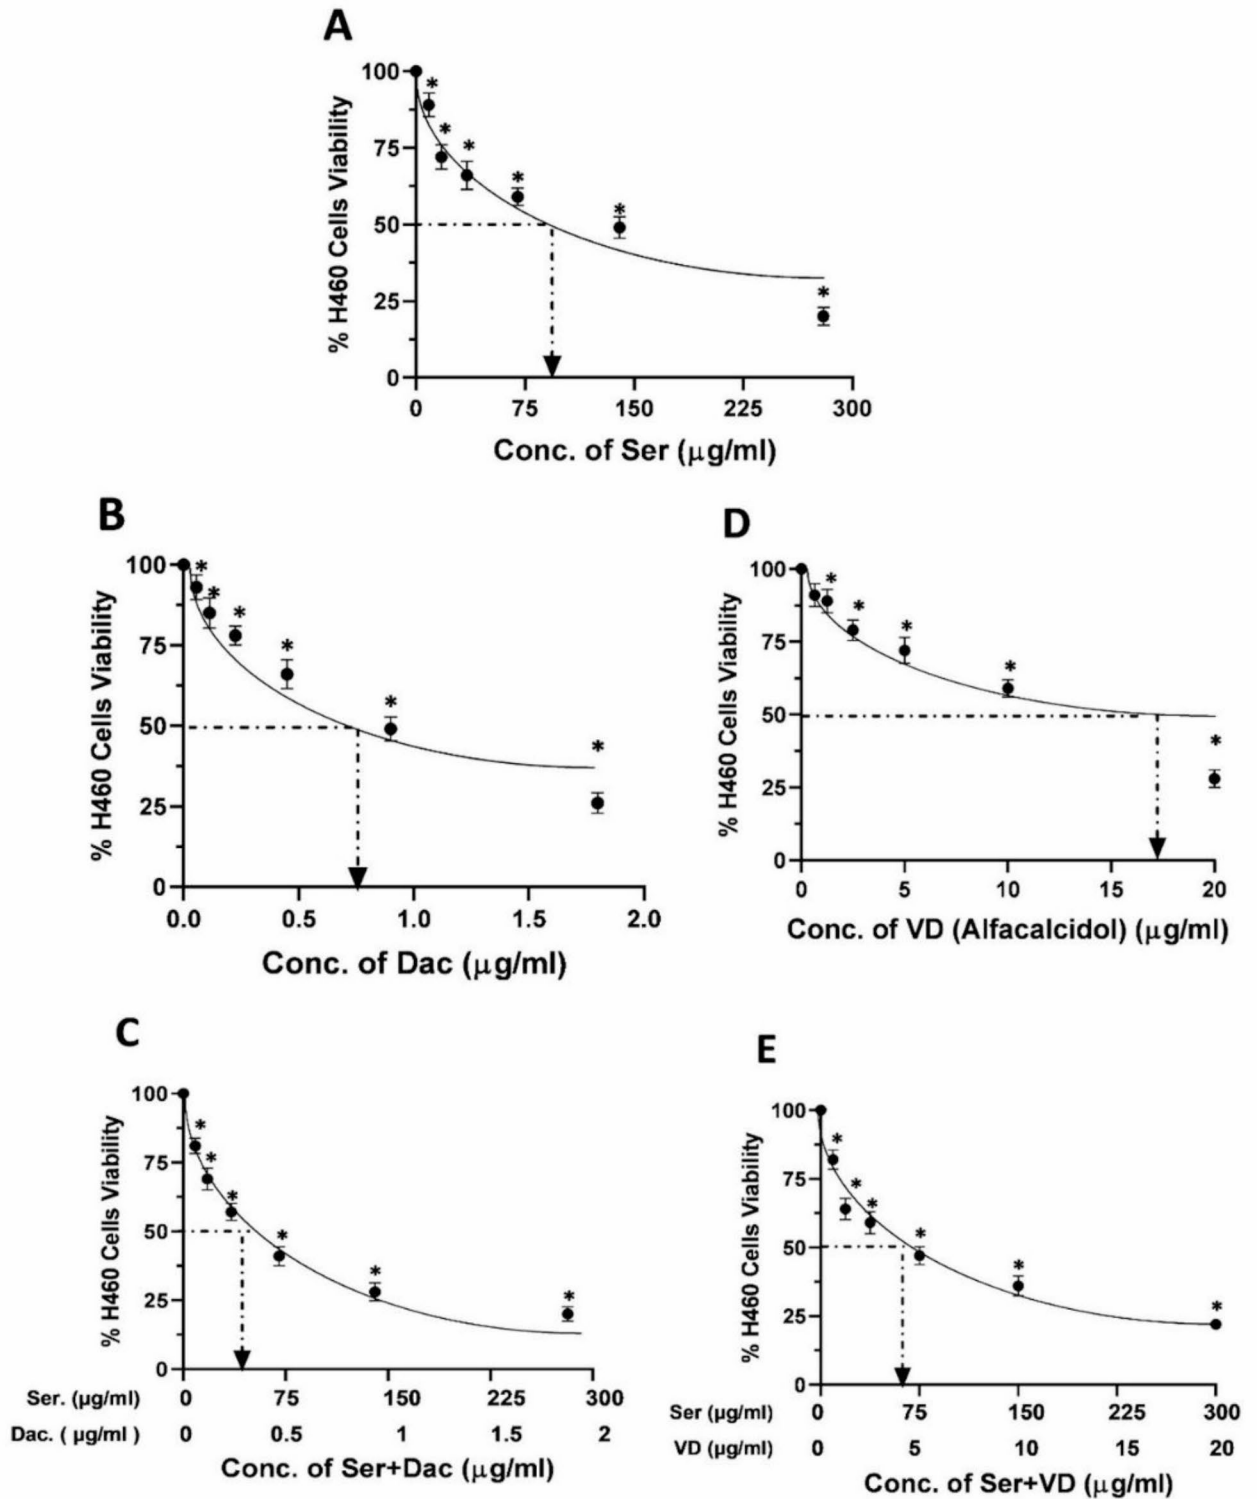 A
% H460 Cells Viability
100
75
50
25
0
* * * * * *
0 75 150 225 300
Conc. of Ser (μg/ml)
B
% H460 Cells Viability
100
75
50
25
0
* * * * * *
0.0 0.5 1.0 1.5 2.0
Conc. of Dac (μg/ml)
D
% H460 Cells Viability
100
75
50
25
0
* * * * *
0 5 10 15 20
Conc. of VD (Alfacalcidol) (μg/ml)
C
% H460 Cells Viability
100
75
50
25
0
* * * * * *
Ser. (μg/ml) 0 75 150 225 300
Dac. ( μg/ml ) 0 0.5 1 1.5 2
Conc. of Ser+Dac (μg/ml)
E
% H460 Cells Viability
100
75
50
25
0
* * * * * *
Ser (μg/ml) 0 75 150 225 300
VD (μg/ml) 0 5 10 15 20
Conc. of Ser+VD (μg/ml)